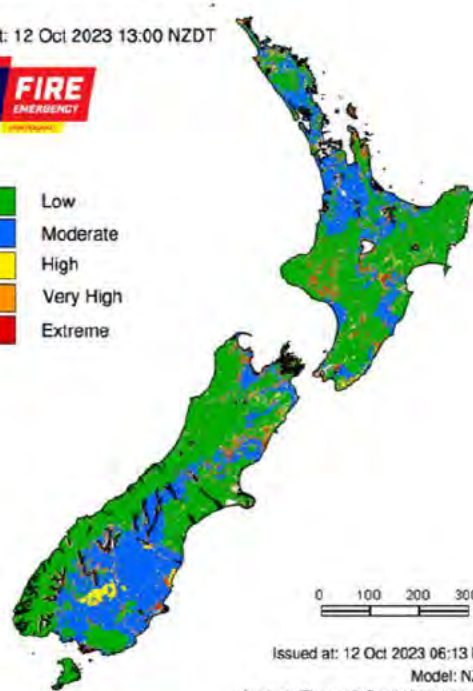 t: 12 Oct 2023 13:00 NZDT
FIRE
EMERGENCY
Low
Moderate
High
Very High
Extreme
0 100 200 300
Issued at: 12 Oct 2023 06:13
Model: NZ